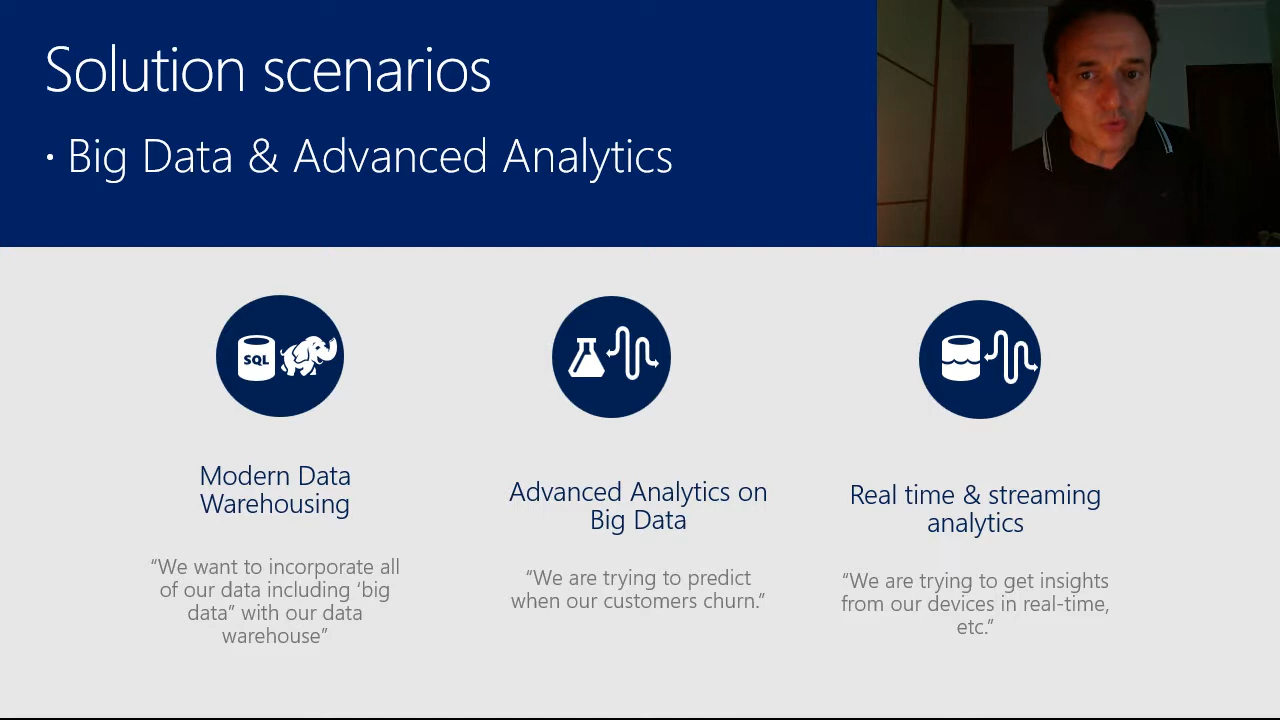 Solution scenarios
· Big Data & Advanced Analytics
SQL
Modern Data
Warehousing
“We want to incorporate all
of our data including ‘big
data” with our data
warehouse”
Advanced Analytics on
Big Data
“We are trying to predict
when our customers churn.”
Real time & streaming
analytics
“We are trying to get insights
from our devices in real-time,
etc.”